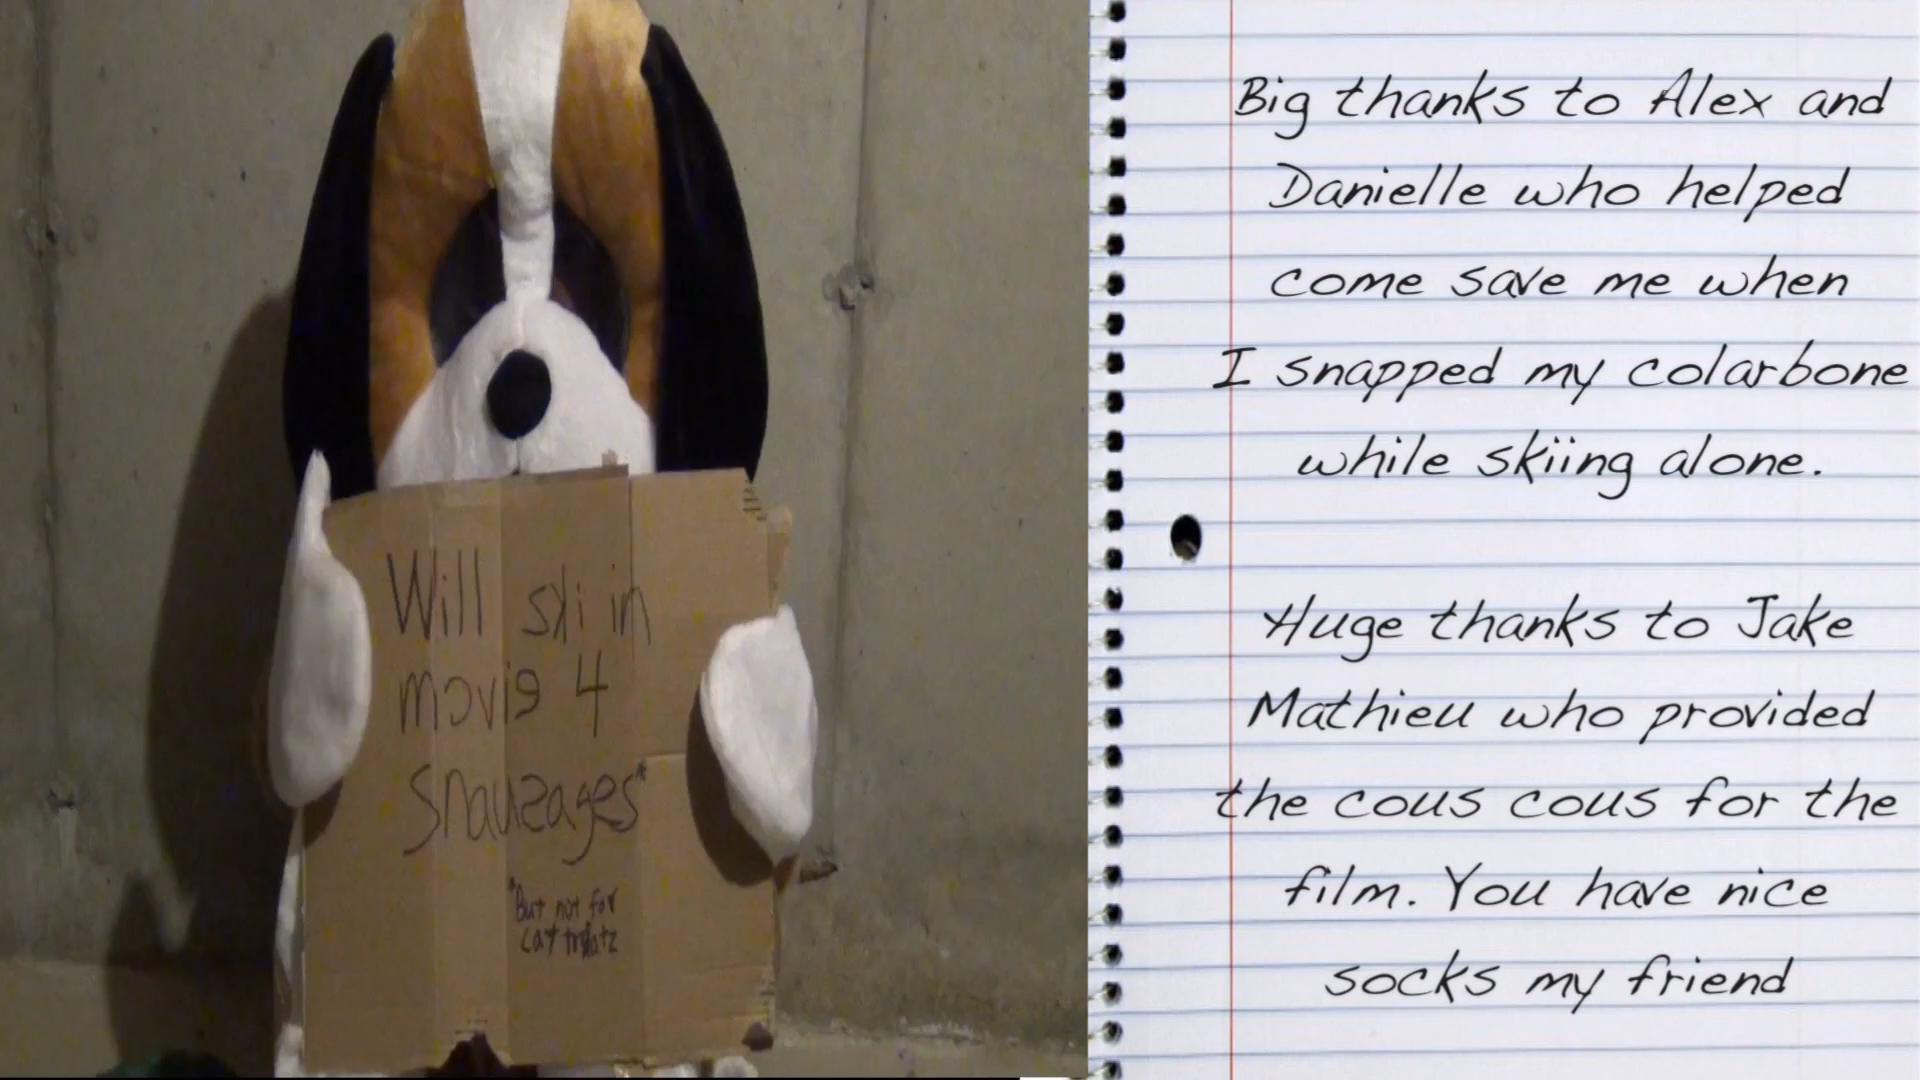 Will ski in
movie 4
Snauzages*
*But not for
cat treatz
Big thanks to Alex and
Danielle who helped
come save me when
I snapped my colarbone
while skiing alone.
Huge thanks to Jake
Mathieu who provided
the cous cous for the
film. You have nice
socks my friend